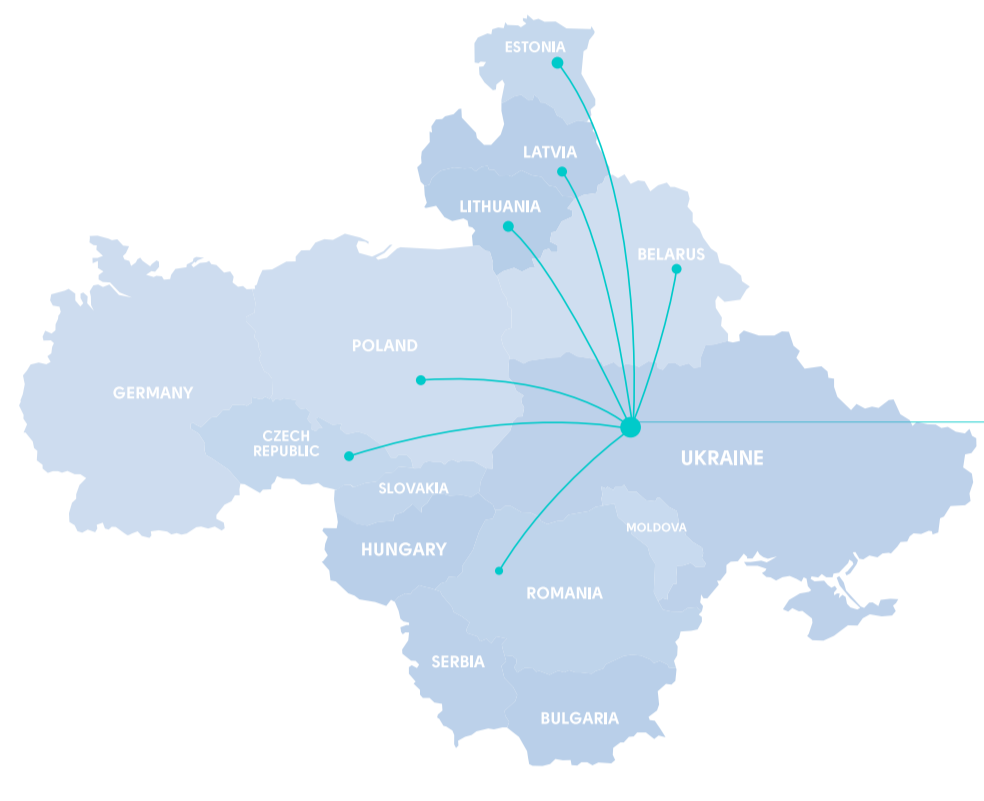 ESTONIA
LATVIA
LITHUANIA
BELARUS
POLAND
GERMANY
CZECH
REPUBLIC
UKRAINE
SLOVAKIA
MOLDOVA
HUNGARY
ROMANIA
SERBIA
BULGARIA